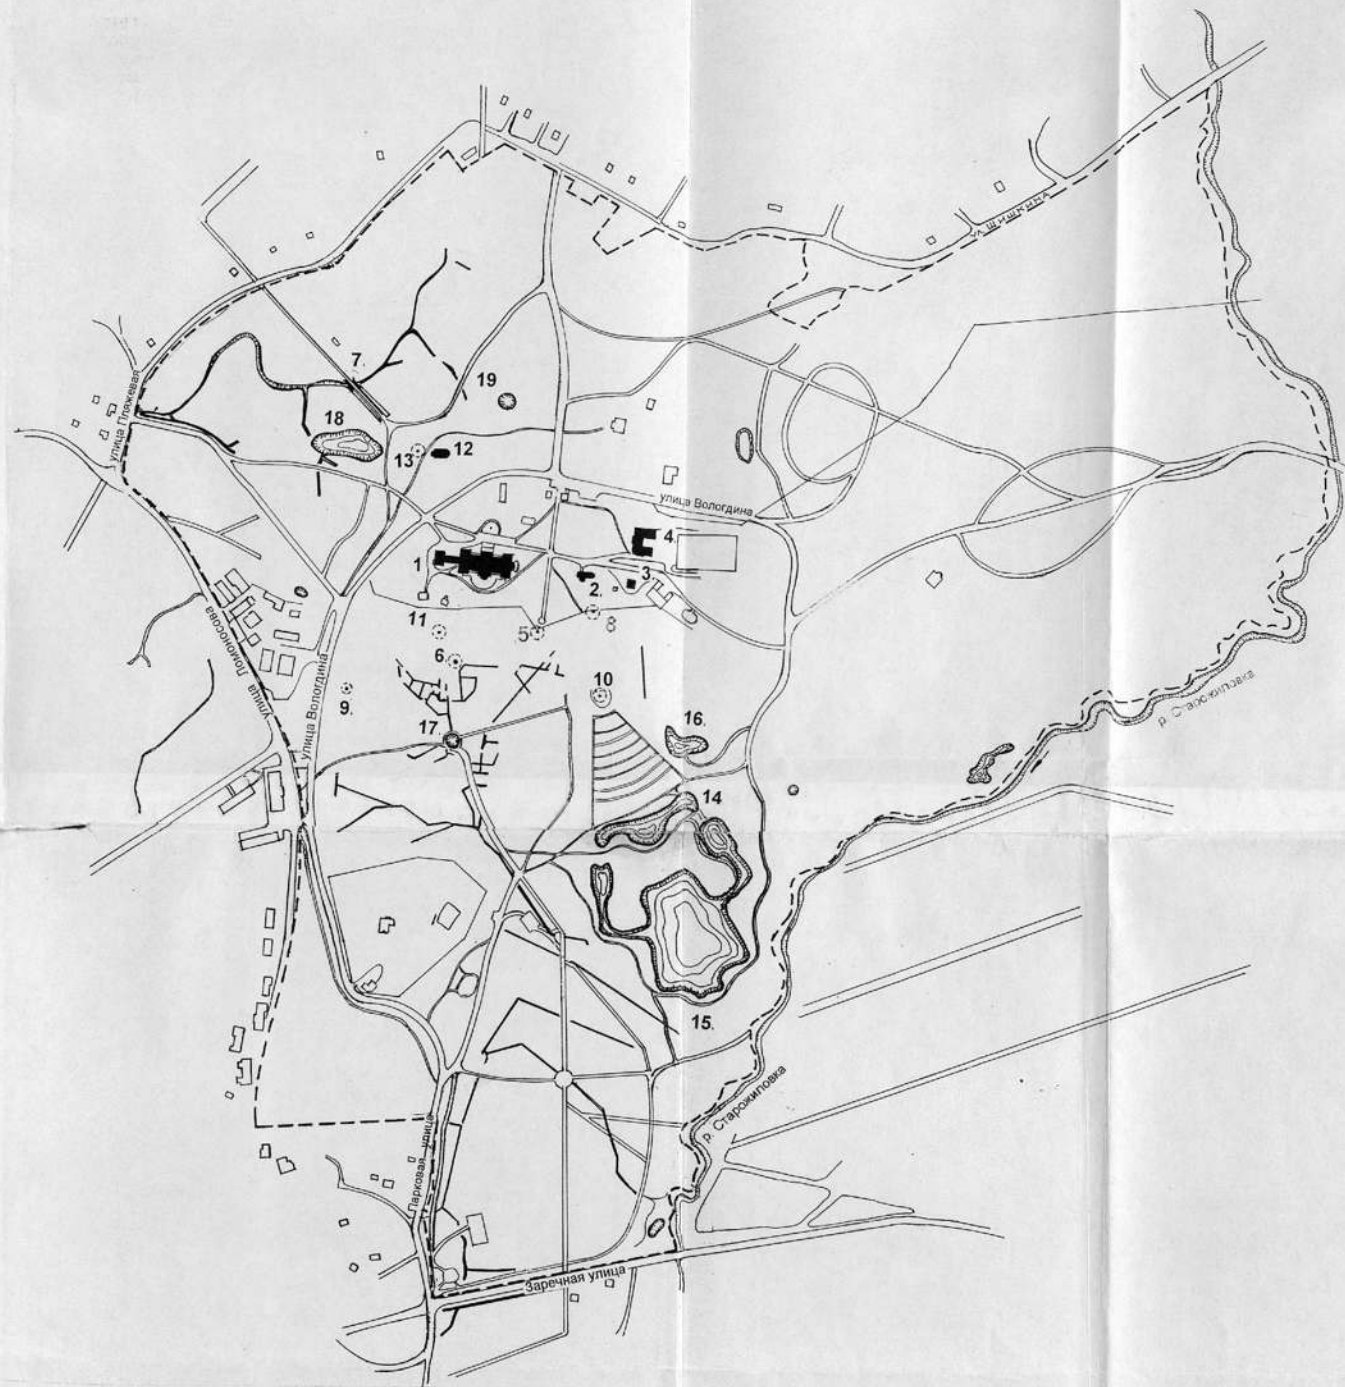 ул. ШИШКИНА
7.
19
улица Пляжевая
18
13
12
улица Вологдина
4.
1
2.
3.
11
5
8
6.
улица Ломоносова
10
улица Вологдина
9.
р. Старожиловка
17.
16.
14
15.
р. Старожиловка
Парковая улица
Заречная улица